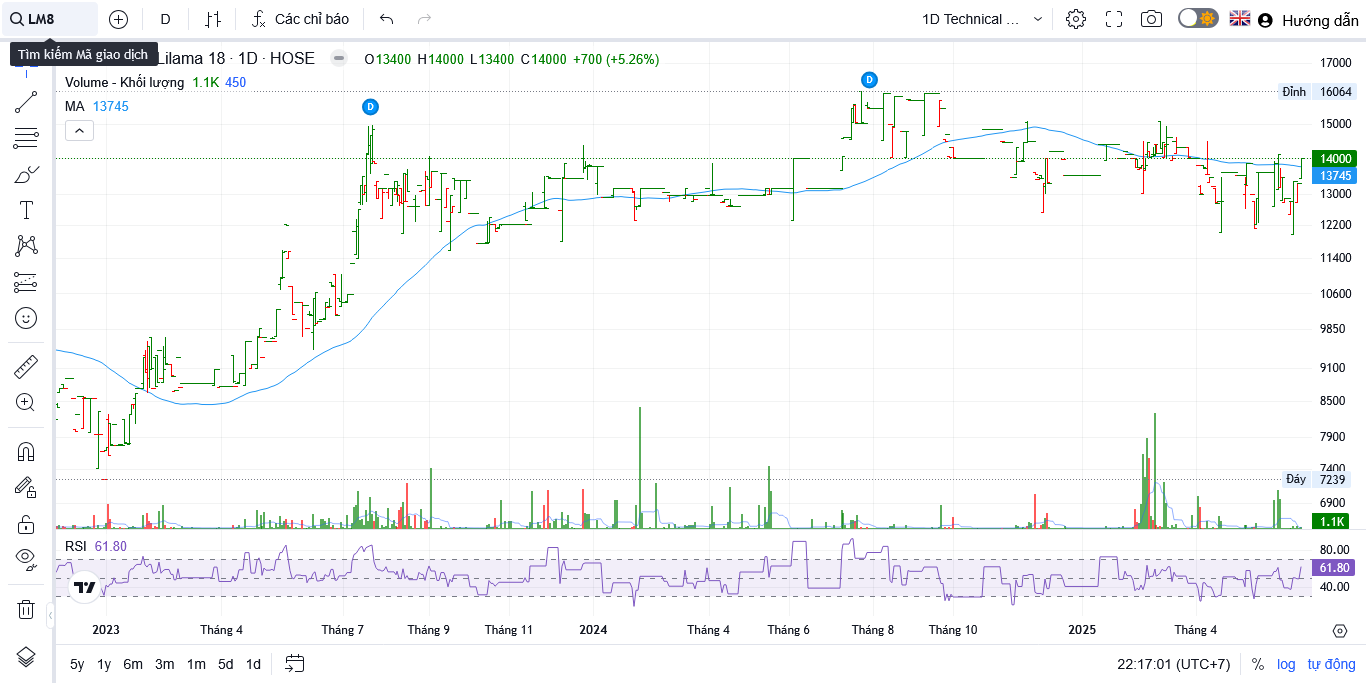 LM8 D Các chỉ báo 1D Technical ... Hướng dẫn
Tìm kiếm Mã giao dịch
Lilama 18 · 1D · HOSE O13400 H14000 L13400 C14000 +700 (+5.26%)
Volume - Khối lượng 1.1K 450
MA 13745
D
D
17000
Đỉnh 16064
15000
14000
13745
13000
12200
11400
10600
9850
9100
8500
7900
7400
Đáy 7239
6900
1.1K
RSI 61.80
80.00
61.80
40.00
2023 Tháng 4 Tháng 7 Tháng 9 Tháng 11 2024 Tháng 4 Tháng 6 Tháng 8 Tháng 10 2025 Tháng 4
5y 1y 6m 3m 1m 5d 1d 22:17:01 (UTC+7) % log tự động